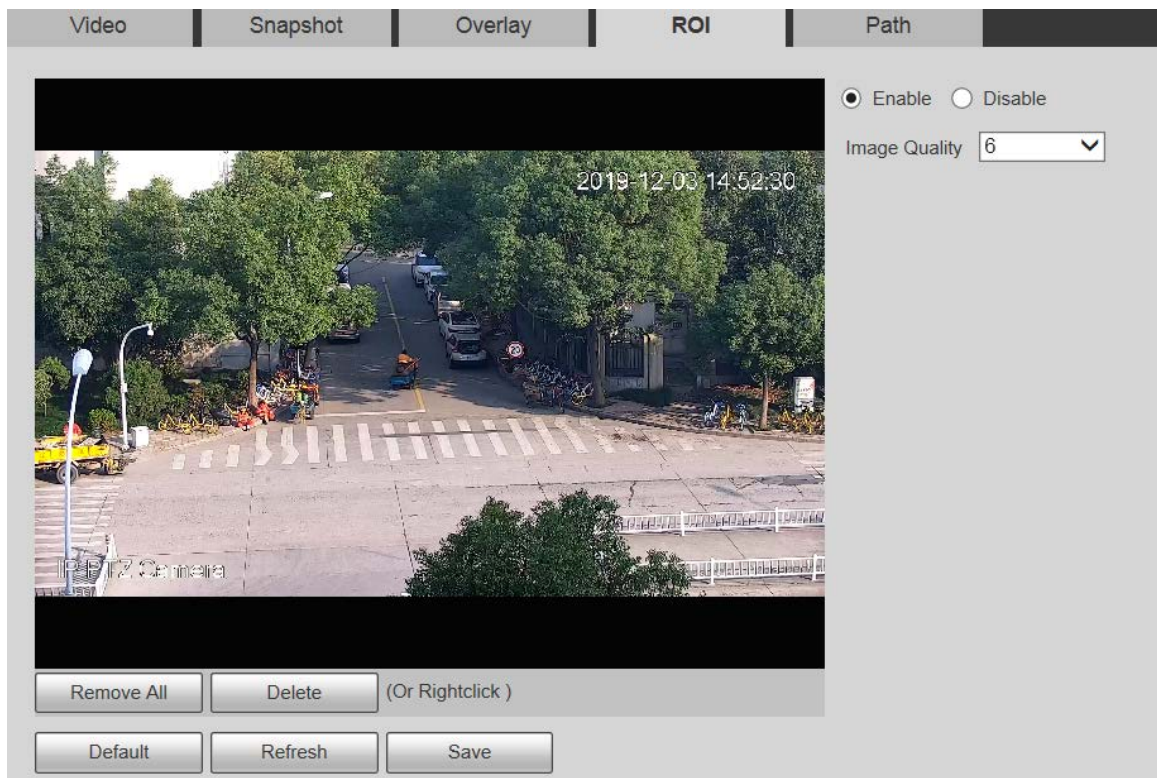 Video Snapshot Overlay ROI Path
Enable Disable
Image Quality 6
2019-12-03 14:52:30
IP PTZ Camera
Remove All Delete (Or Rightclick )
Default Refresh Save